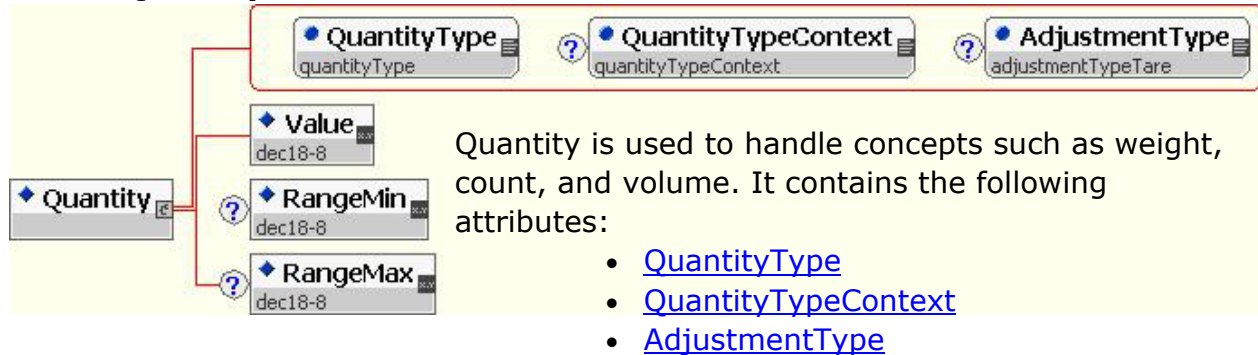 QuantityType
quantityType
? QuantityTypeContext
quantityTypeContext
? AdjustmentType
adjustmentTypeTare
Value
dec18-8
Quantity
? RangeMin
dec18-8
? RangeMax
dec18-8
Quantity is used to handle concepts such as weight,
count, and volume. It contains the following
attributes:
• QuantityType
• QuantityTypeContext
• AdjustmentType